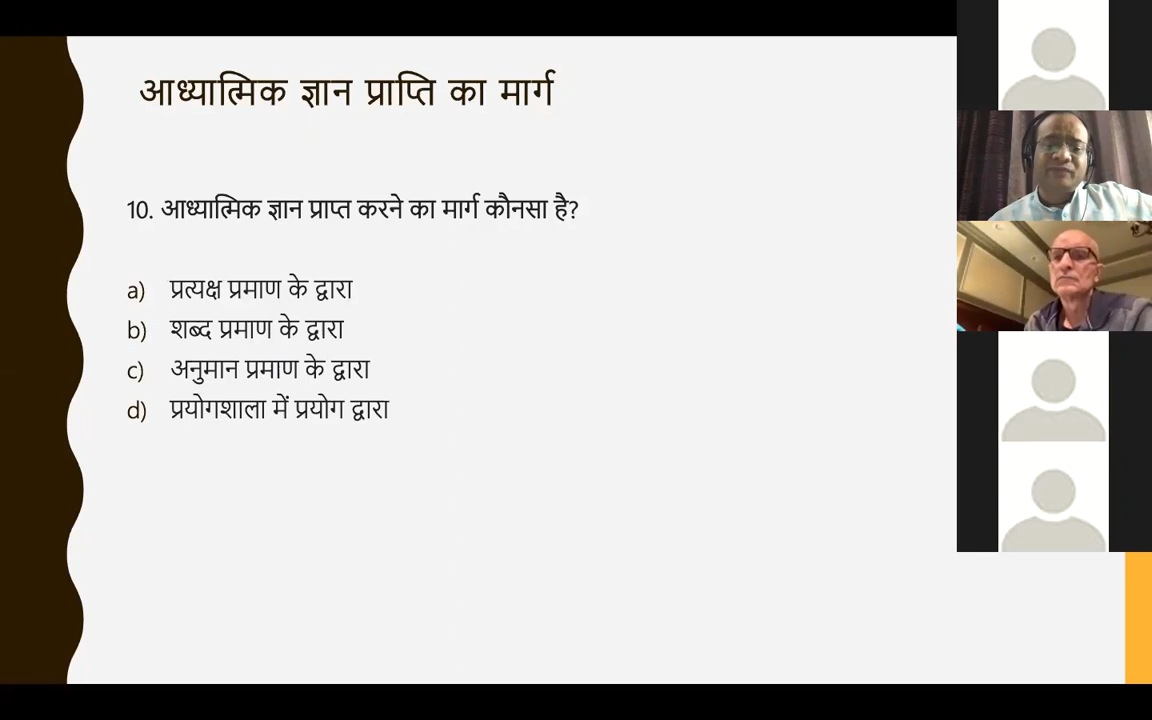 आध्यात्मिक ज्ञान प्राप्ति का मार्ग
10. आध्यात्मिक ज्ञान प्राप्त करने का मार्ग कौनसा है?
a) प्रत्यक्ष प्रमाण के द्वारा
b) शब्द प्रमाण के द्वारा
c) अनुमान प्रमाण के द्वारा
d) प्रयोगशाला में प्रयोग द्वारा